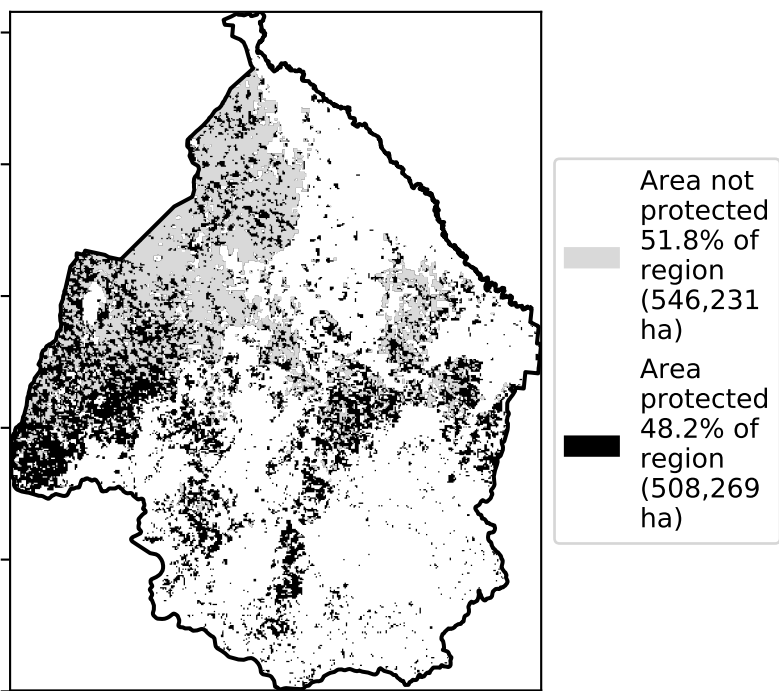 Area not
protected
51.8% of
region
(546,231
ha)
Area
protected
48.2% of
region
(508,269
ha)